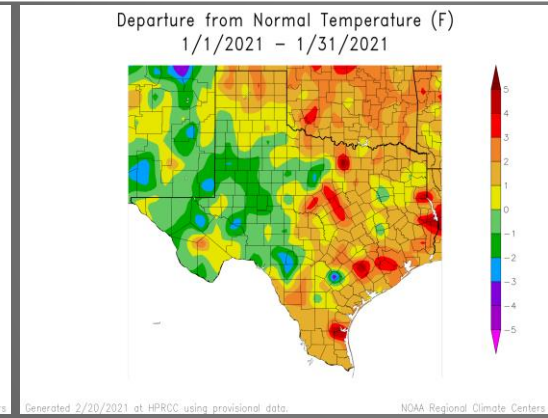 Departure from Normal Temperature (F)
1/1/2021 – 1/31/2021
5
4
3
2
1
0
-1
-2
-3
-4
-5
rs
Generated 2/20/2021 at HPRCC using provisional data.
NOAA Regional Climate Centers